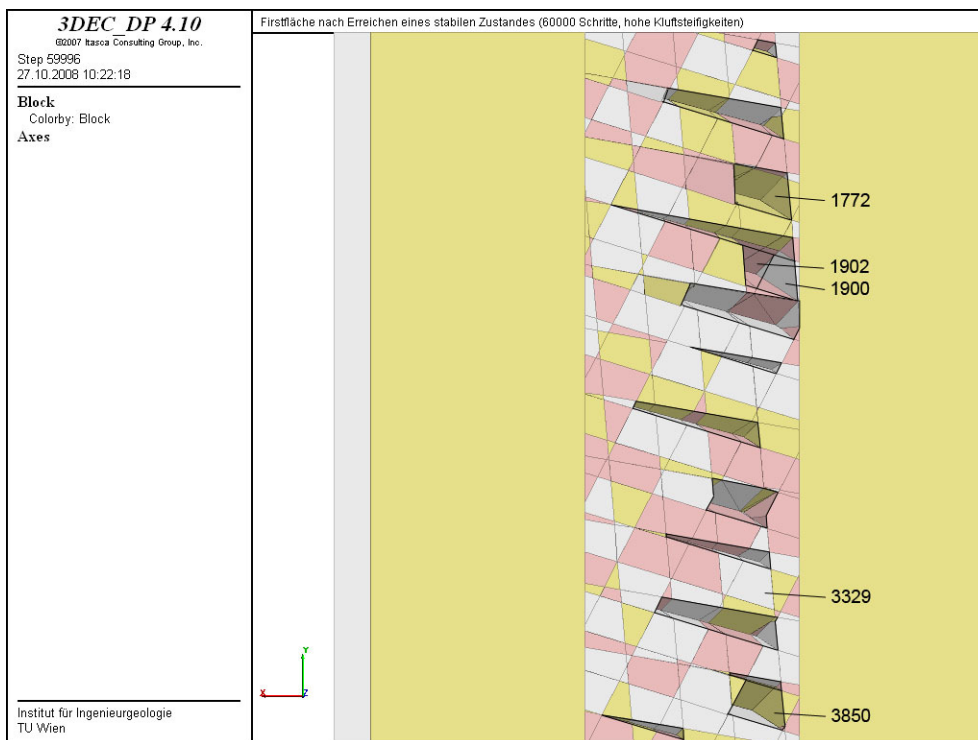 3DEC_DP 4.10
©2007 Itasca Consulting Group, Inc.
Step 59996
27.10.2008 10:22:18
Block
Colorby: Block
Axes
Institut für Ingenieurgeologie
TU Wien
Firstfläche nach Erreichen eines stabilen Zustandes (60000 Schritte, hohe Kluftsteifigkeiten)
1772
1902
1900
3329
3850
Y
X
Z